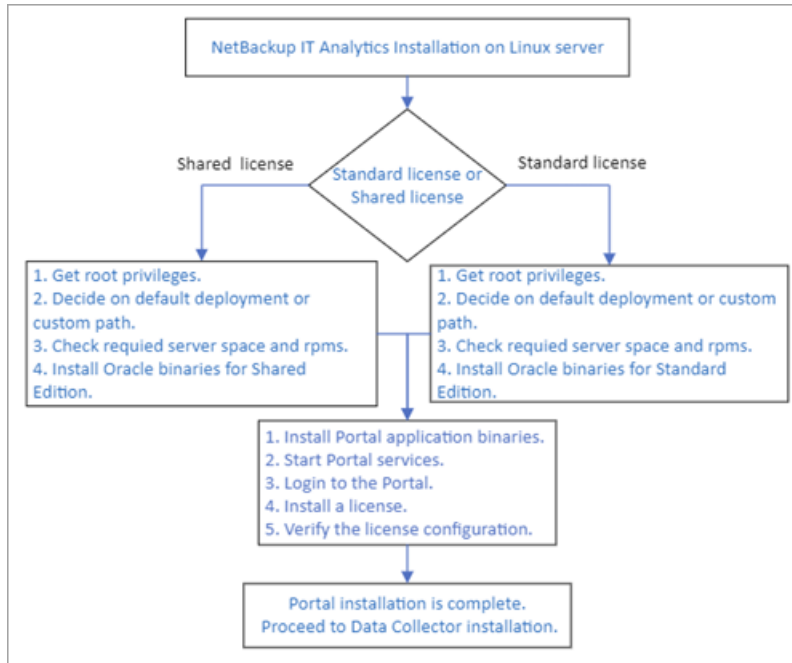 NetBackup IT Analytics Installation on Linux server
Shared license
Standard license
Standard license or
Shared license
1. Get root privileges.
2. Decide on default deployment or
custom path.
3. Check requied server space and rpms.
4. Install Oracle binaries for Shared
Edition.
1. Get root privileges.
2. Decide on default deployment or custom
path.
3. Check requied server space and rpms.
4. Install Oracle binaries for Standard
Edition.
1. Install Portal application binaries.
2. Start Portal services.
3. Login to the Portal.
4. Install a license.
5. Verify the license configuration.
Portal installation is complete.
Proceed to Data Collector installation.